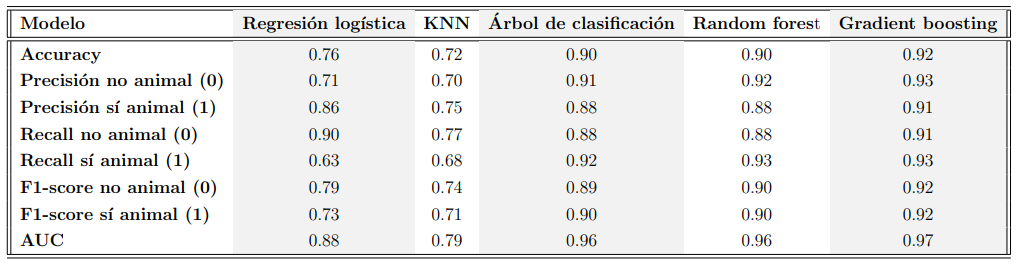 Modelo Regresión logística KNN Árbol de clasificación Random forest Gradient boosting
Accuracy 0.76 0.72 0.90 0.90 0.92
Precisión no animal (0) 0.71 0.70 0.91 0.92 0.93
Precisión sí animal (1) 0.86 0.75 0.88 0.88 0.91
Recall no animal (0) 0.90 0.77 0.88 0.88 0.91
Recall sí animal (1) 0.63 0.68 0.92 0.93 0.93
F1-score no animal (0) 0.79 0.74 0.89 0.90 0.92
F1-score sí animal (1) 0.73 0.71 0.90 0.90 0.92
AUC 0.88 0.79 0.96 0.96 0.97